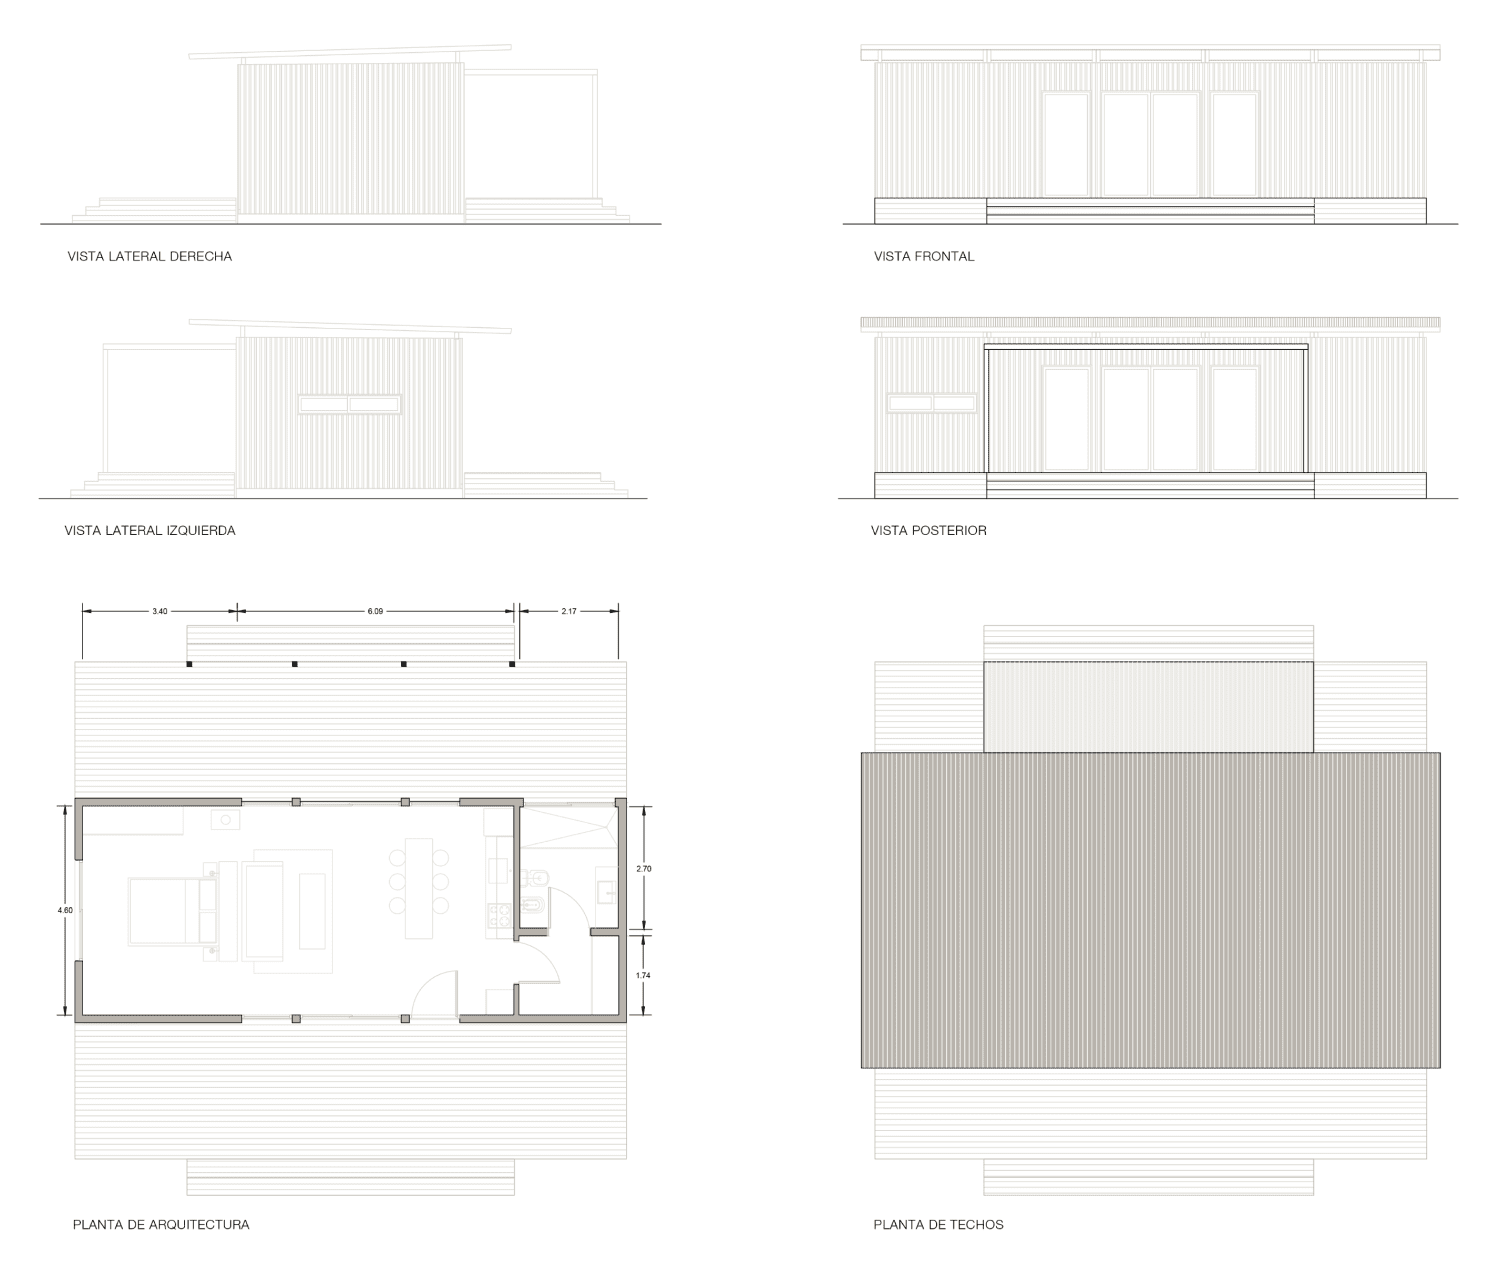 VISTA LATERAL DERECHA
VISTA FRONTAL
VISTA LATERAL IZQUIERDA
VISTA POSTERIOR
3.40
6.09
2.17
2.70
4.60
1.74
PLANTA DE ARQUITECTURA
PLANTA DE TECHOS